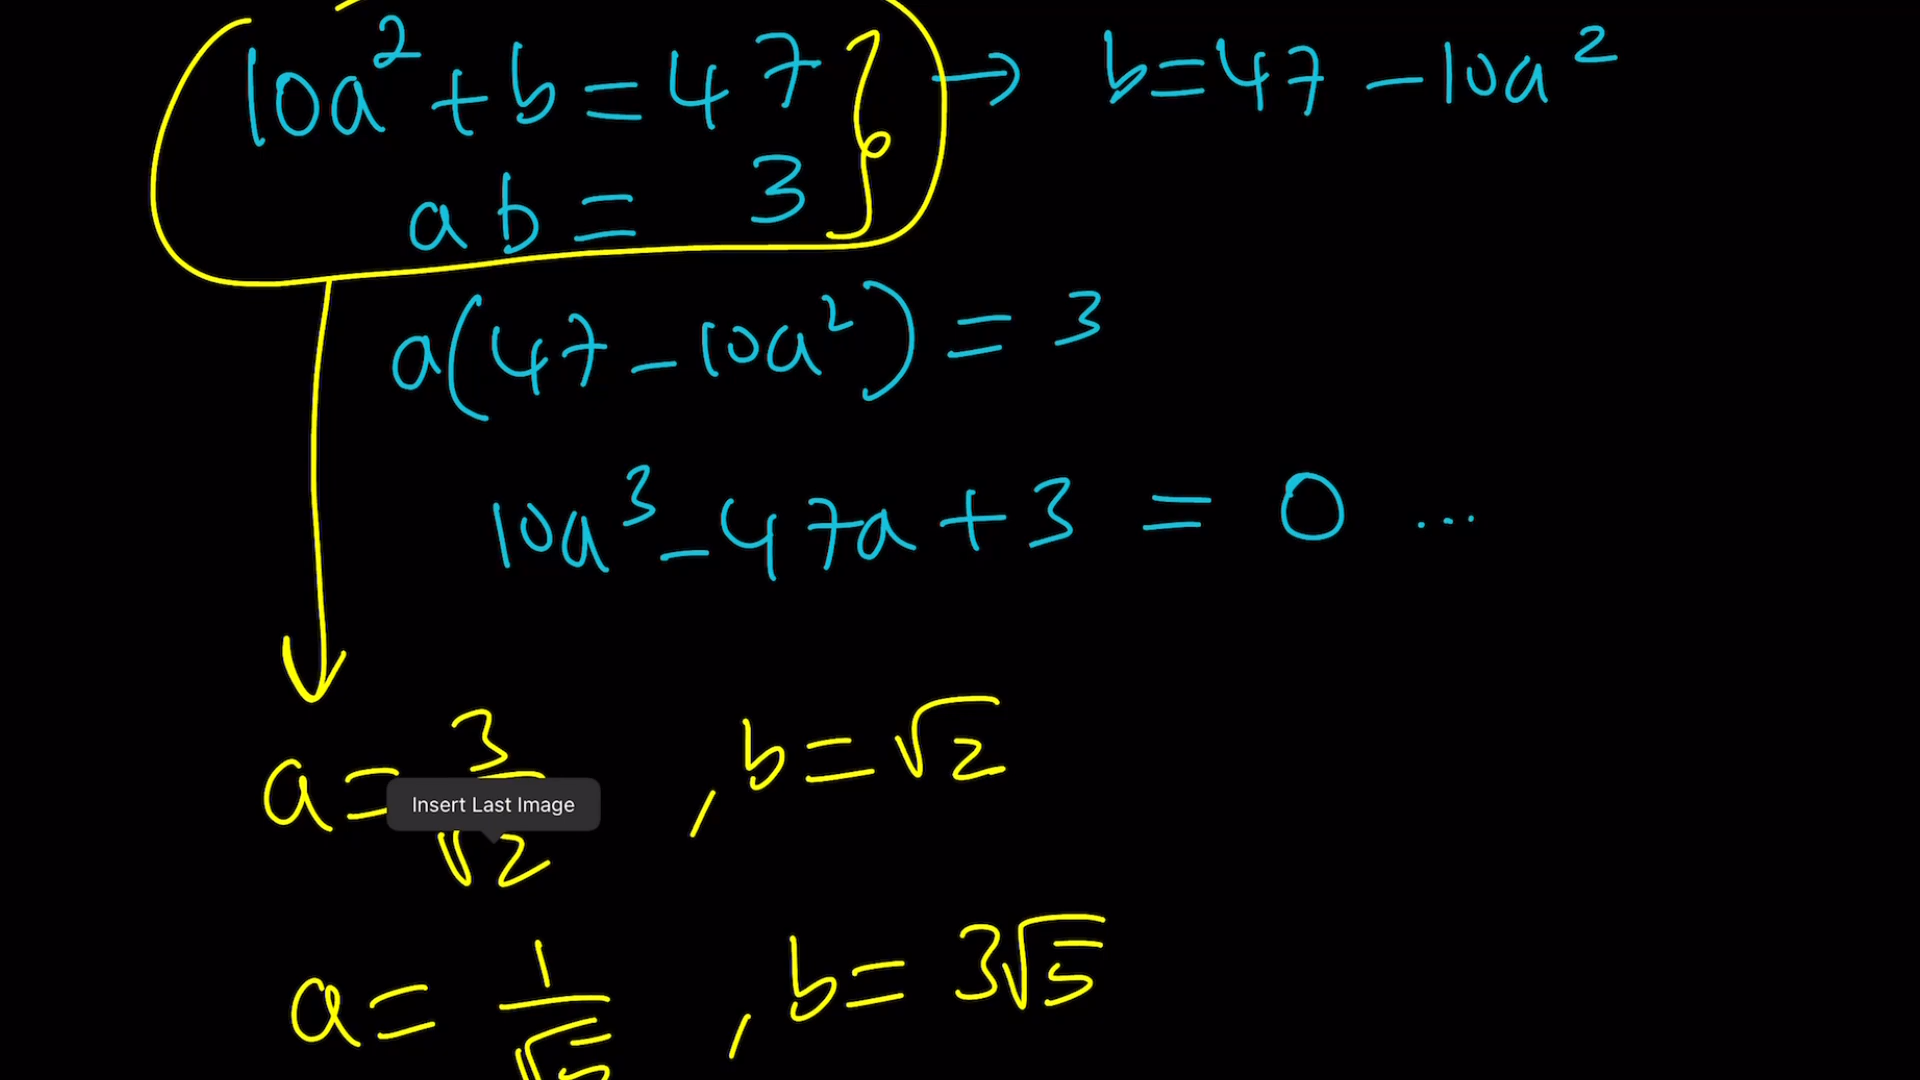 10a² + b = 47 } → b = 47 − 10a²
ab = 3
a(47 − 10a²) = 3
10a³ − 47a + 3 = 0 ...
a = 3/√2 , b = √2
Insert Last Image
a = 1/√5 , b = 3√5